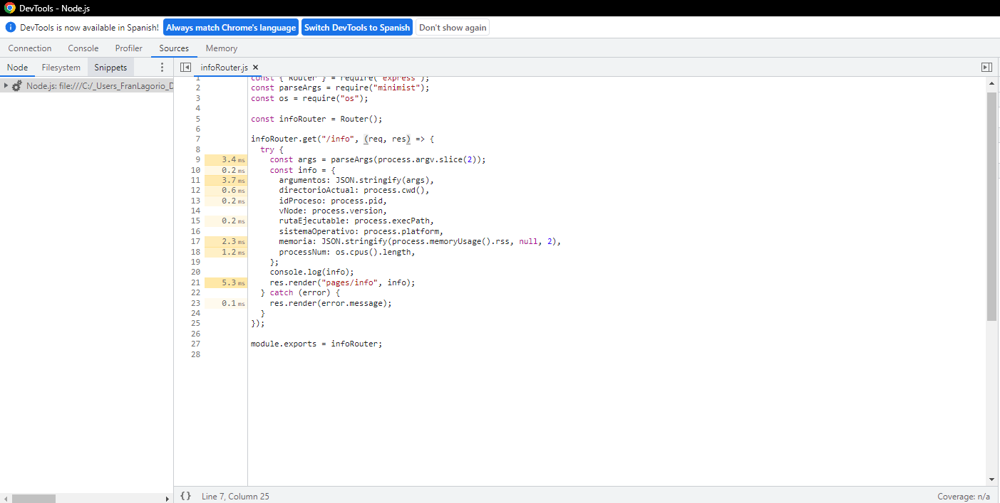 DevTools - Node.js
DevTools is now available in Spanish! Always match Chrome's language Switch DevTools to Spanish Don't show again
Connection Console Profiler Sources Memory
Node Filesystem Snippets infoRouter.js
Node.js: file:///C:/_Users_FranLagorio_D
1 const { Router } = require("express");
2 const parseArgs = require("minimist");
3 const os = require("os");
4
5 const infoRouter = Router();
6
7 infoRouter.get("/info", (req, res) => {
8 try {
9 3.4 ms const args = parseArgs(process.argv.slice(2));
10 0.2 ms const info = {
11 3.7 ms argumentos: JSON.stringify(args),
12 0.6 ms directorioActual: process.cwd(),
13 0.2 ms idProceso: process.pid,
14 vNode: process.version,
15 0.2 ms rutaEjecutable: process.execPath,
16 sistemaOperativo: process.platform,
17 2.3 ms memoria: JSON.stringify(process.memoryUsage().rss, null, 2),
18 1.2 ms processNum: os.cpus().length,
19 };
20 console.log(info);
21 5.3 ms res.render("pages/info", info);
22 } catch (error) {
23 0.1 ms res.render(error.message);
24 }
25 });
26
27 module.exports = infoRouter;
28
{} Line 7, Column 25 Coverage: n/a